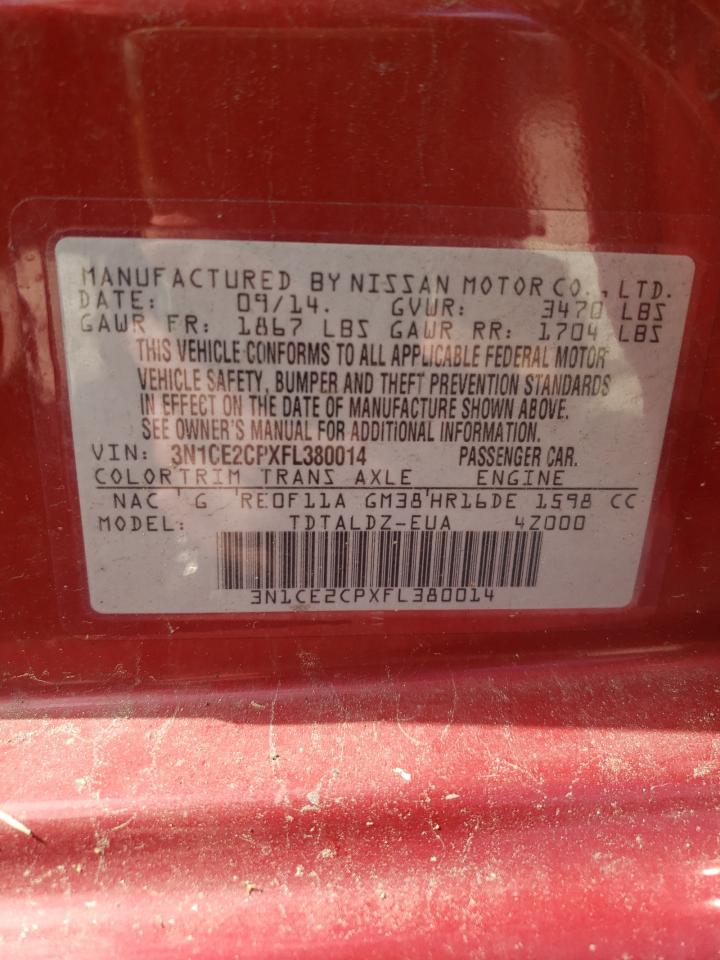 MANUFACTURED BY NISSAN MOTOR CO., LTD.
DATE: 09/14. GVWR: 3470 LBS
GAWR FR: 1867 LBS GAWR RR: 1704 LBS
THIS VEHICLE CONFORMS TO ALL APPLICABLE FEDERAL MOTOR
VEHICLE SAFETY, BUMPER AND THEFT PREVENTION STANDARDS
IN EFFECT ON THE DATE OF MANUFACTURE SHOWN ABOVE.
SEE OWNER'S MANUAL FOR ADDITIONAL INFORMATION.
VIN: 3N1CE2CPXFL380014 PASSENGER CAR.
COLOR TRIM TRANS AXLE ENGINE
NAC G RE0F11A GM38 HR16DE 1598 CC
MODEL: TDTALDZ-EUA 4Z000
3N1CE2CPXFL380014